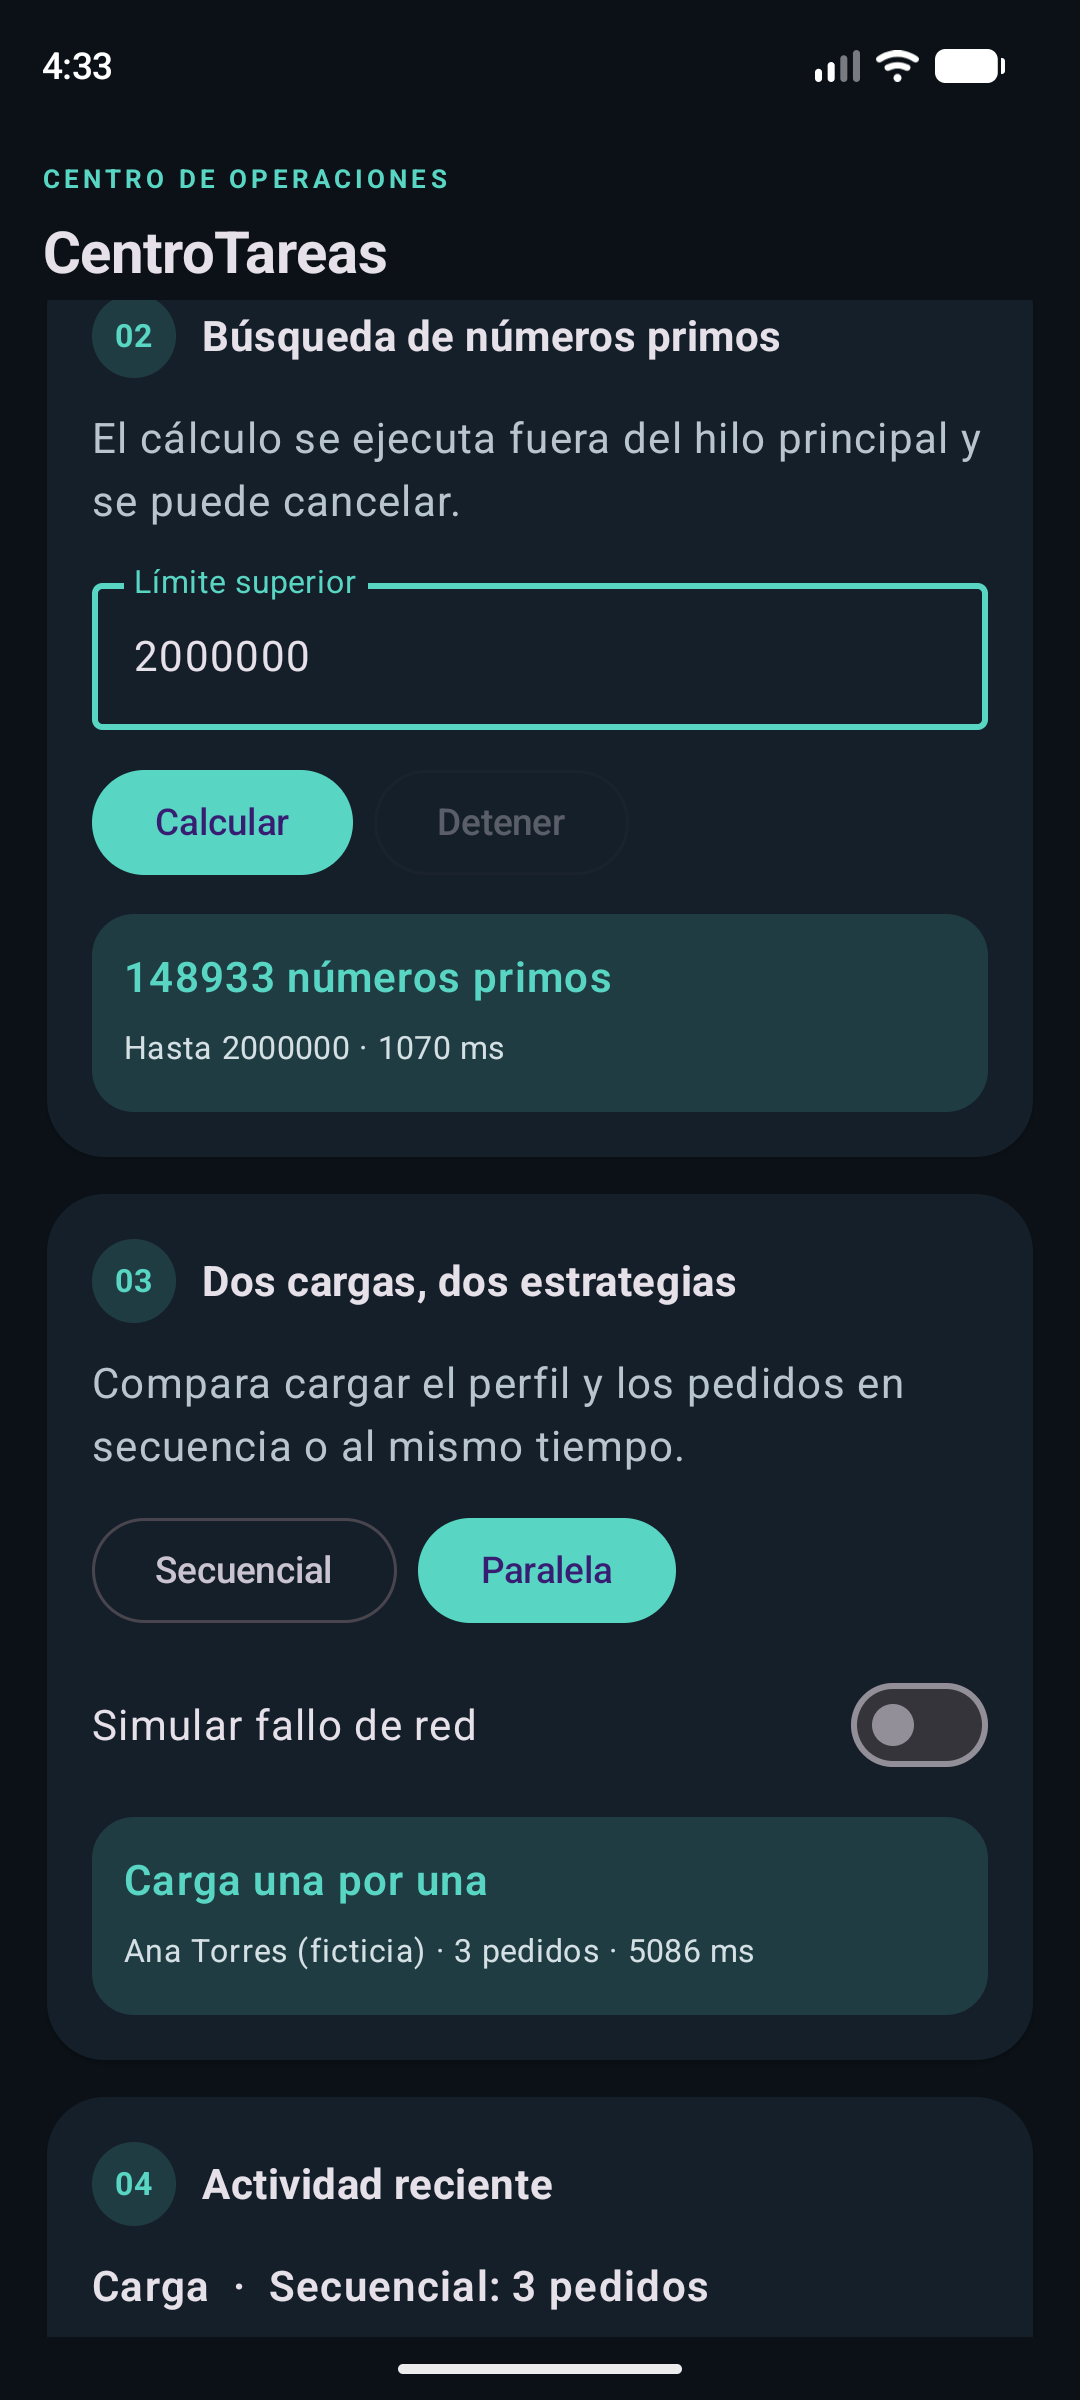 4:33
CENTRO DE OPERACIONES
CentroTareas
02 Búsqueda de números primos
El cálculo se ejecuta fuera del hilo principal y
se puede cancelar.
Límite superior
2000000
Calcular Detener
148933 números primos
Hasta 2000000 · 1070 ms
03 Dos cargas, dos estrategias
Compara cargar el perfil y los pedidos en
secuencia o al mismo tiempo.
Secuencial Paralela
Simular fallo de red
Carga una por una
Ana Torres (ficticia) · 3 pedidos · 5086 ms
04 Actividad reciente
Carga · Secuencial: 3 pedidos